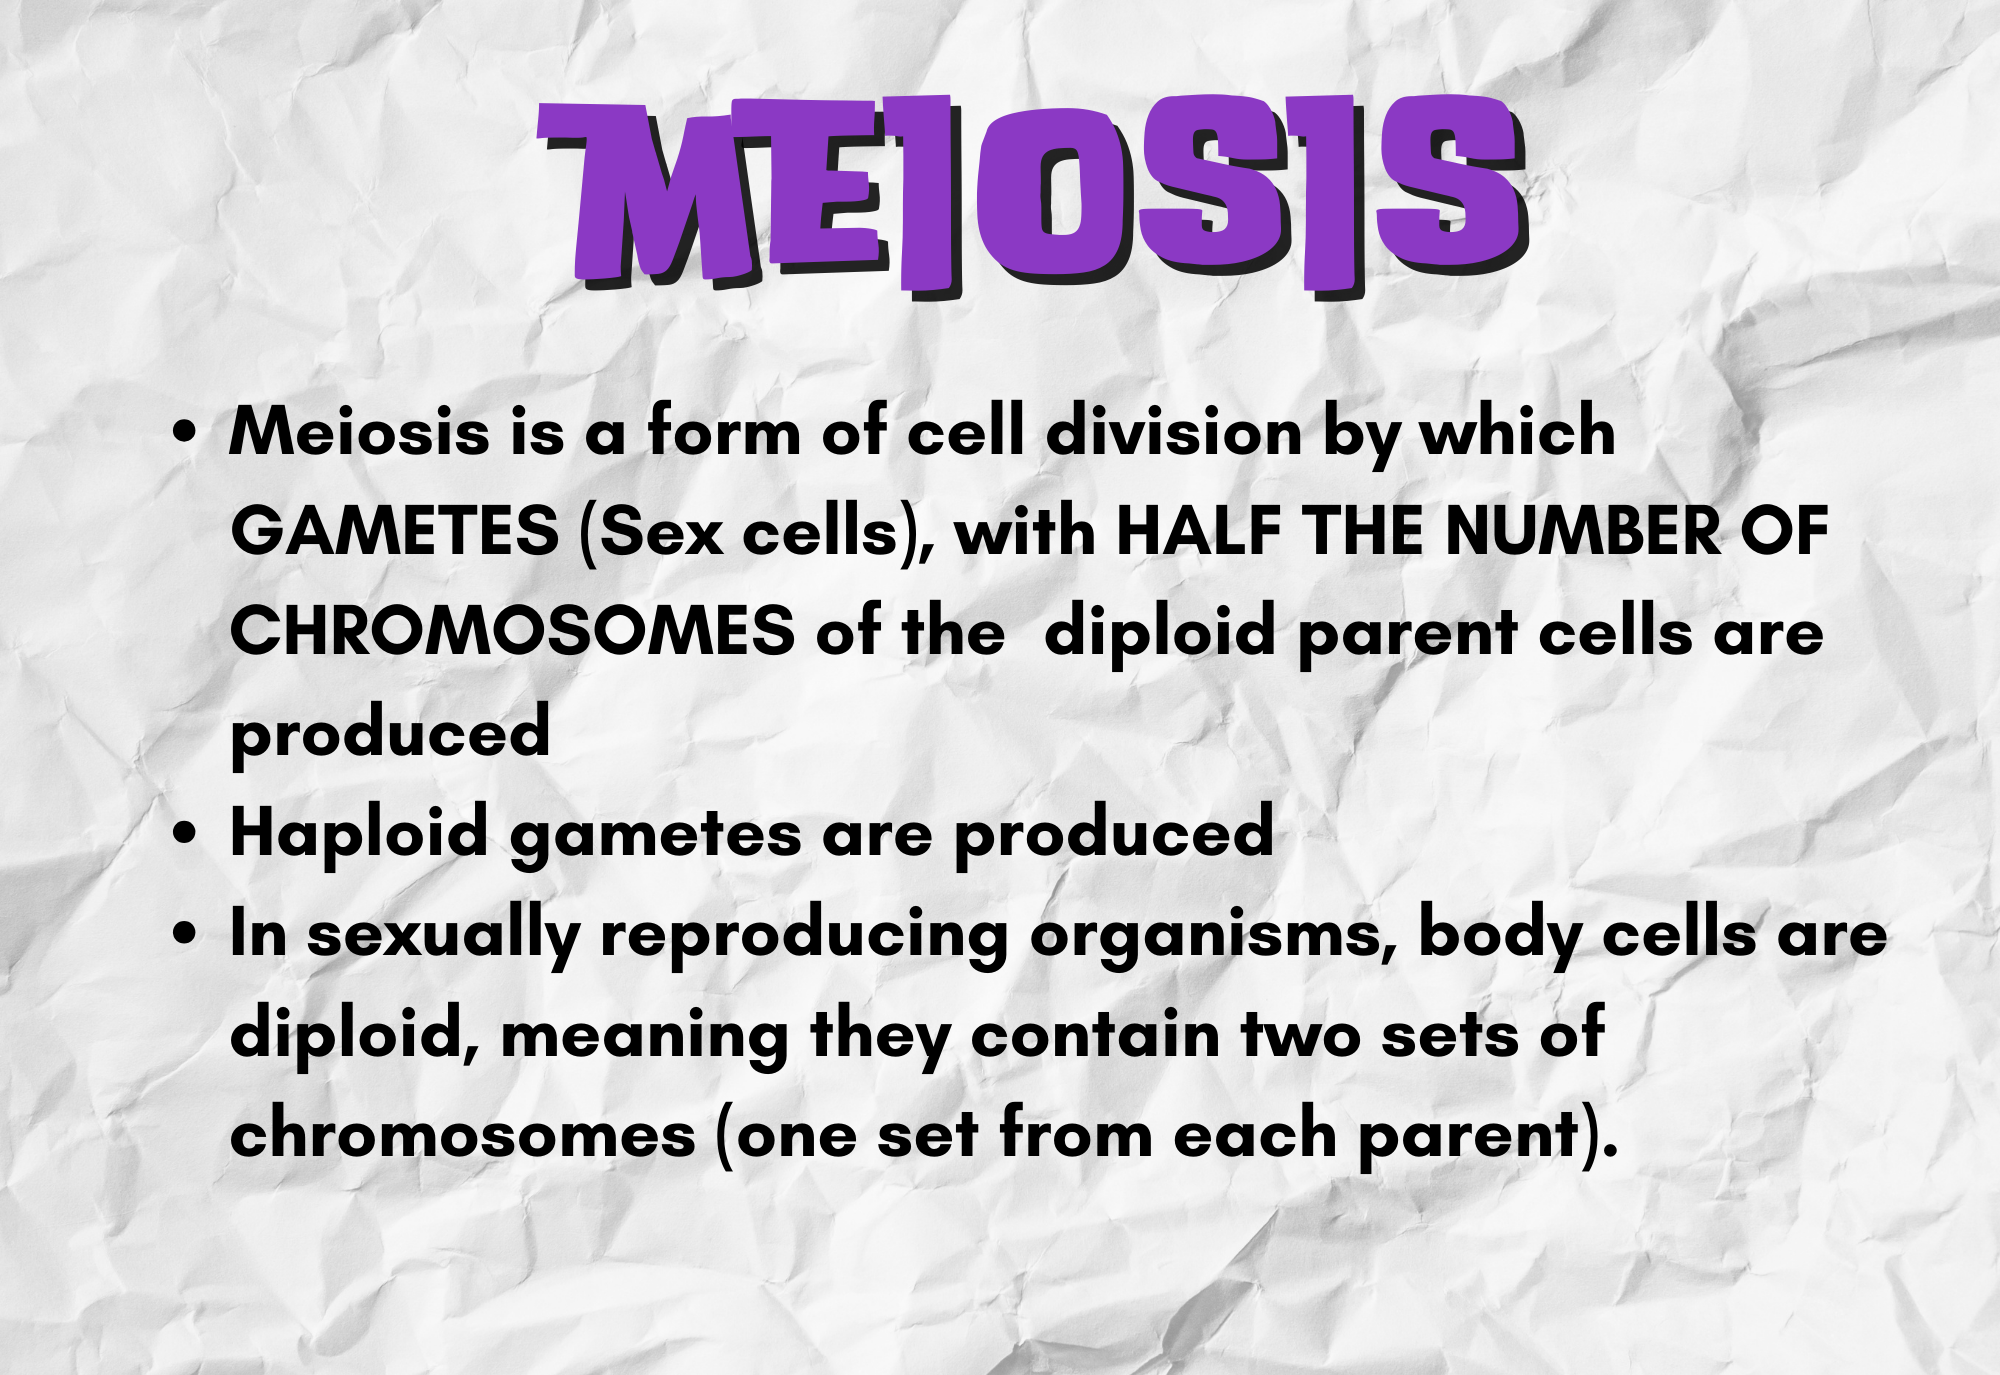 MEIOSIS
• Meiosis is a form of cell division by which
GAMETES (Sex cells), with HALF THE NUMBER OF
CHROMOSOMES of the  diploid parent cells are
produced
• Haploid gametes are produced
• In sexually reproducing organisms, body cells are
diploid, meaning they contain two sets of
chromosomes (one set from each parent).